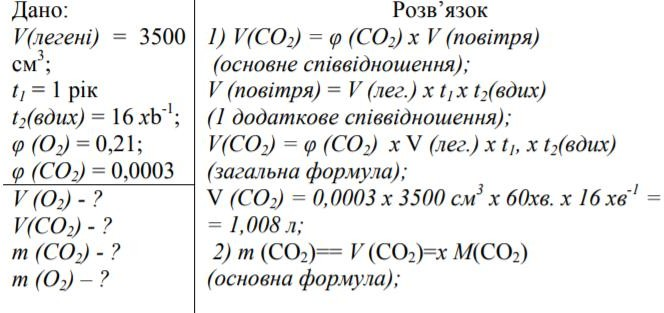 Дано:
V(легені) = 3500
см³;
t₁ = 1 рік
t₂(вдих) = 16 хb⁻¹;
φ (O₂) = 0,21;
φ (CO₂) = 0,0003
V (O₂) - ?
V(CO₂) - ?
m (CO₂) - ?
m (O₂) – ?
Розв’язок
1) V(CO₂) = φ (CO₂) x V (повітря)
(основне співвідношення);
V (повітря) = V (лег.) x t₁ x t₂(вдих)
(1 додаткове співвідношення);
V(CO₂) = φ (CO₂) x V (лег.) x t₁, x t₂(вдих)
(загальна формула);
V (CO₂) = 0,0003 x 3500 см³ x 60хв. x 16 хв⁻¹ =
= 1,008 л;
2) m (CO₂)== V (CO₂)=x M(CO₂)
(основна формула);